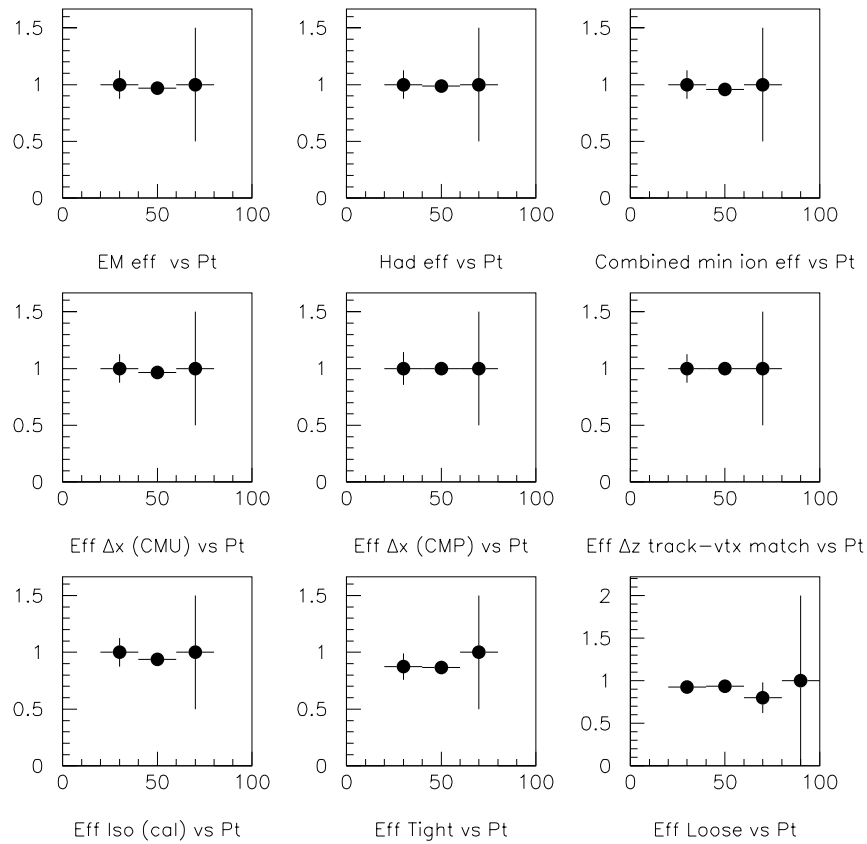 1.5
1
0.5
0
0 50 100
EM eff vs Pt
1.5
1
0.5
0
0 50 100
Had eff vs Pt
1.5
1
0.5
0
0 50 100
Combined min ion eff vs Pt
1.5
1
0.5
0
0 50 100
Eff Δx (CMU) vs Pt
1.5
1
0.5
0
0 50 100
Eff Δx (CMP) vs Pt
1.5
1
0.5
0
0 50 100
Eff Δz track-vtx match vs Pt
1.5
1
0.5
0
0 50 100
Eff Iso (cal) vs Pt
1.5
1
0.5
0
0 50 100
Eff Tight vs Pt
2
1.5
1
0.5
0
0 50 100
Eff Loose vs Pt